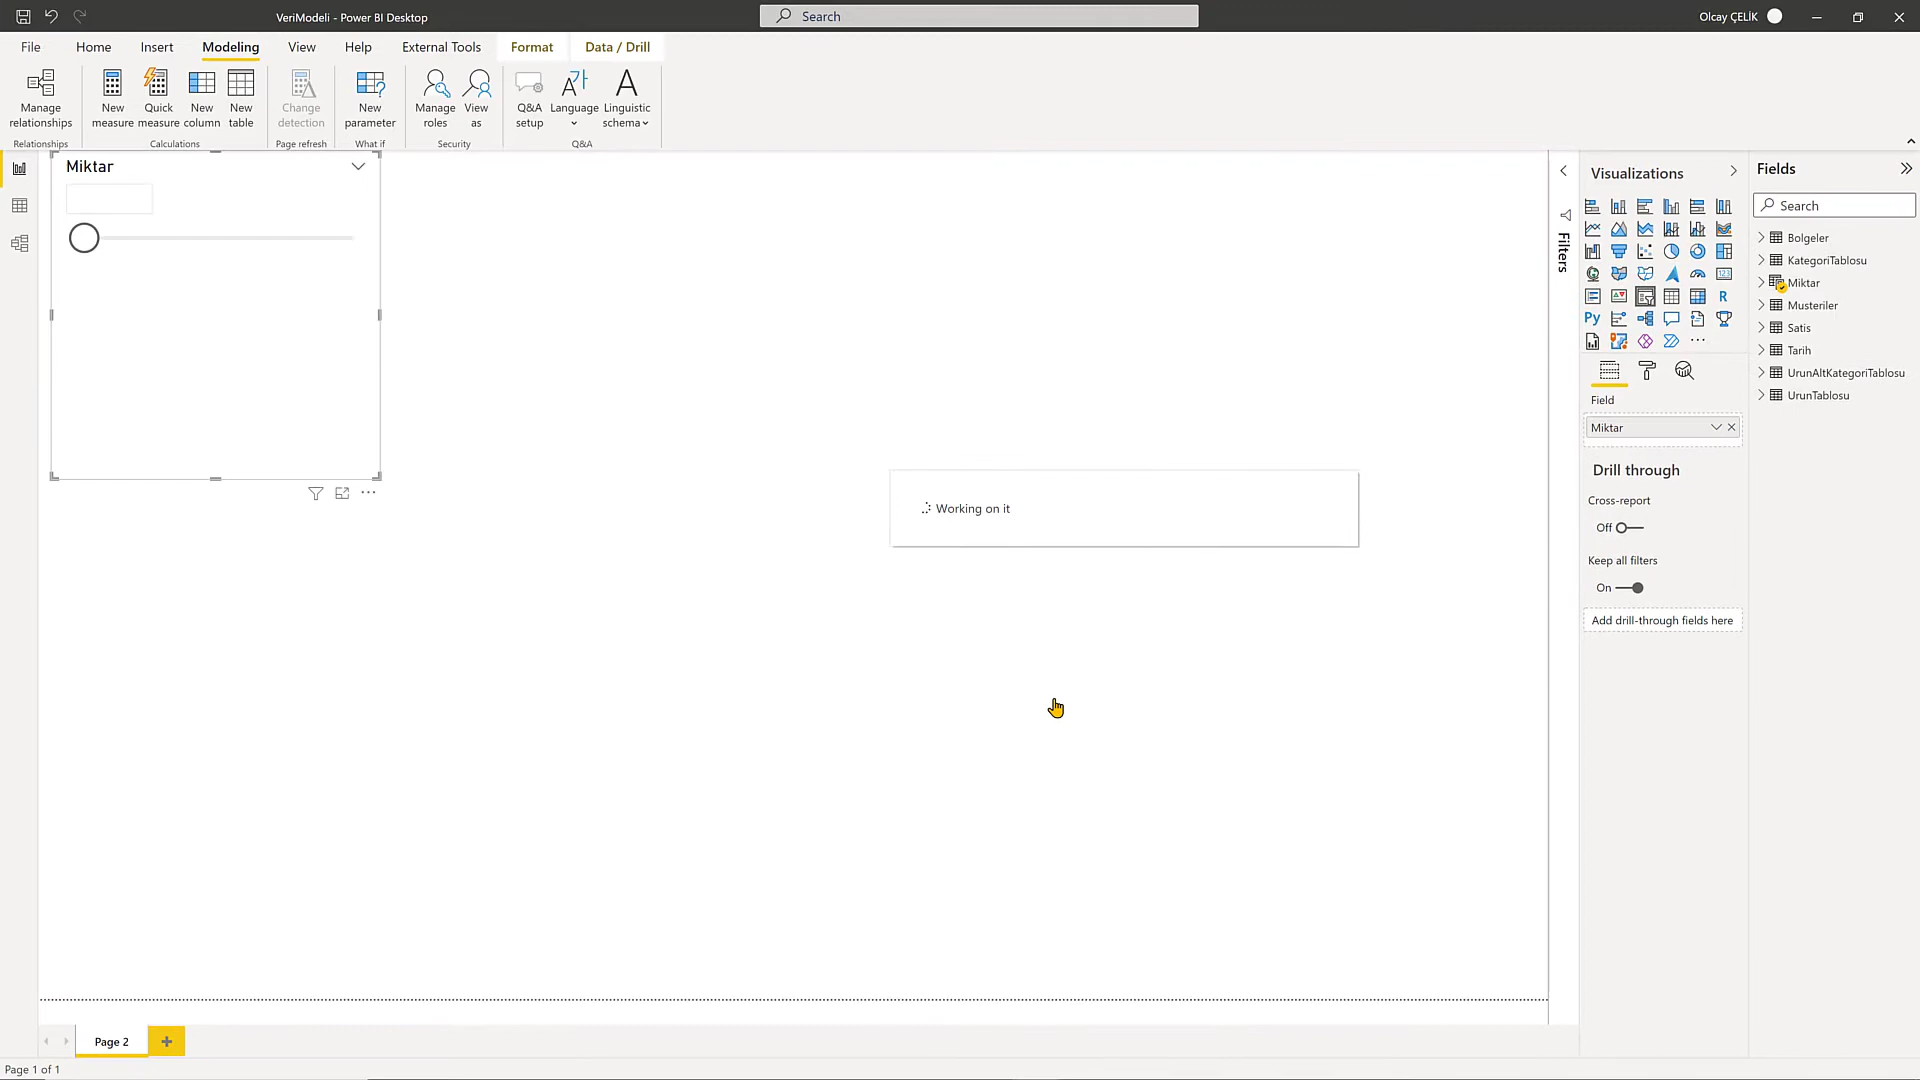 VeriModeli - Power BI Desktop
Search
Olcay ÇELİK
File
Home
Insert
Modeling
View
Help
External Tools
Format
Data / Drill
Manage
relationships
New
measure
Quick
measure
New
column
New
table
Change
detection
New
parameter
Manage
roles
View
as
Q&A
setup
Language
Linguistic
schema
Relationships
Calculations
Page refresh
What if
Security
Q&A
Miktar
Working on it
Filters
Visualizations
R
Py
123
Field
Miktar
Drill through
Cross-report
Off
Keep all filters
On
Add drill-through fields here
Fields
Search
Bolgeler
KategoriTablosu
Miktar
Musteriler
Satis
Tarih
UrunAltKategoriTablosu
UrunTablosu
Page 2
Page 1 of 1